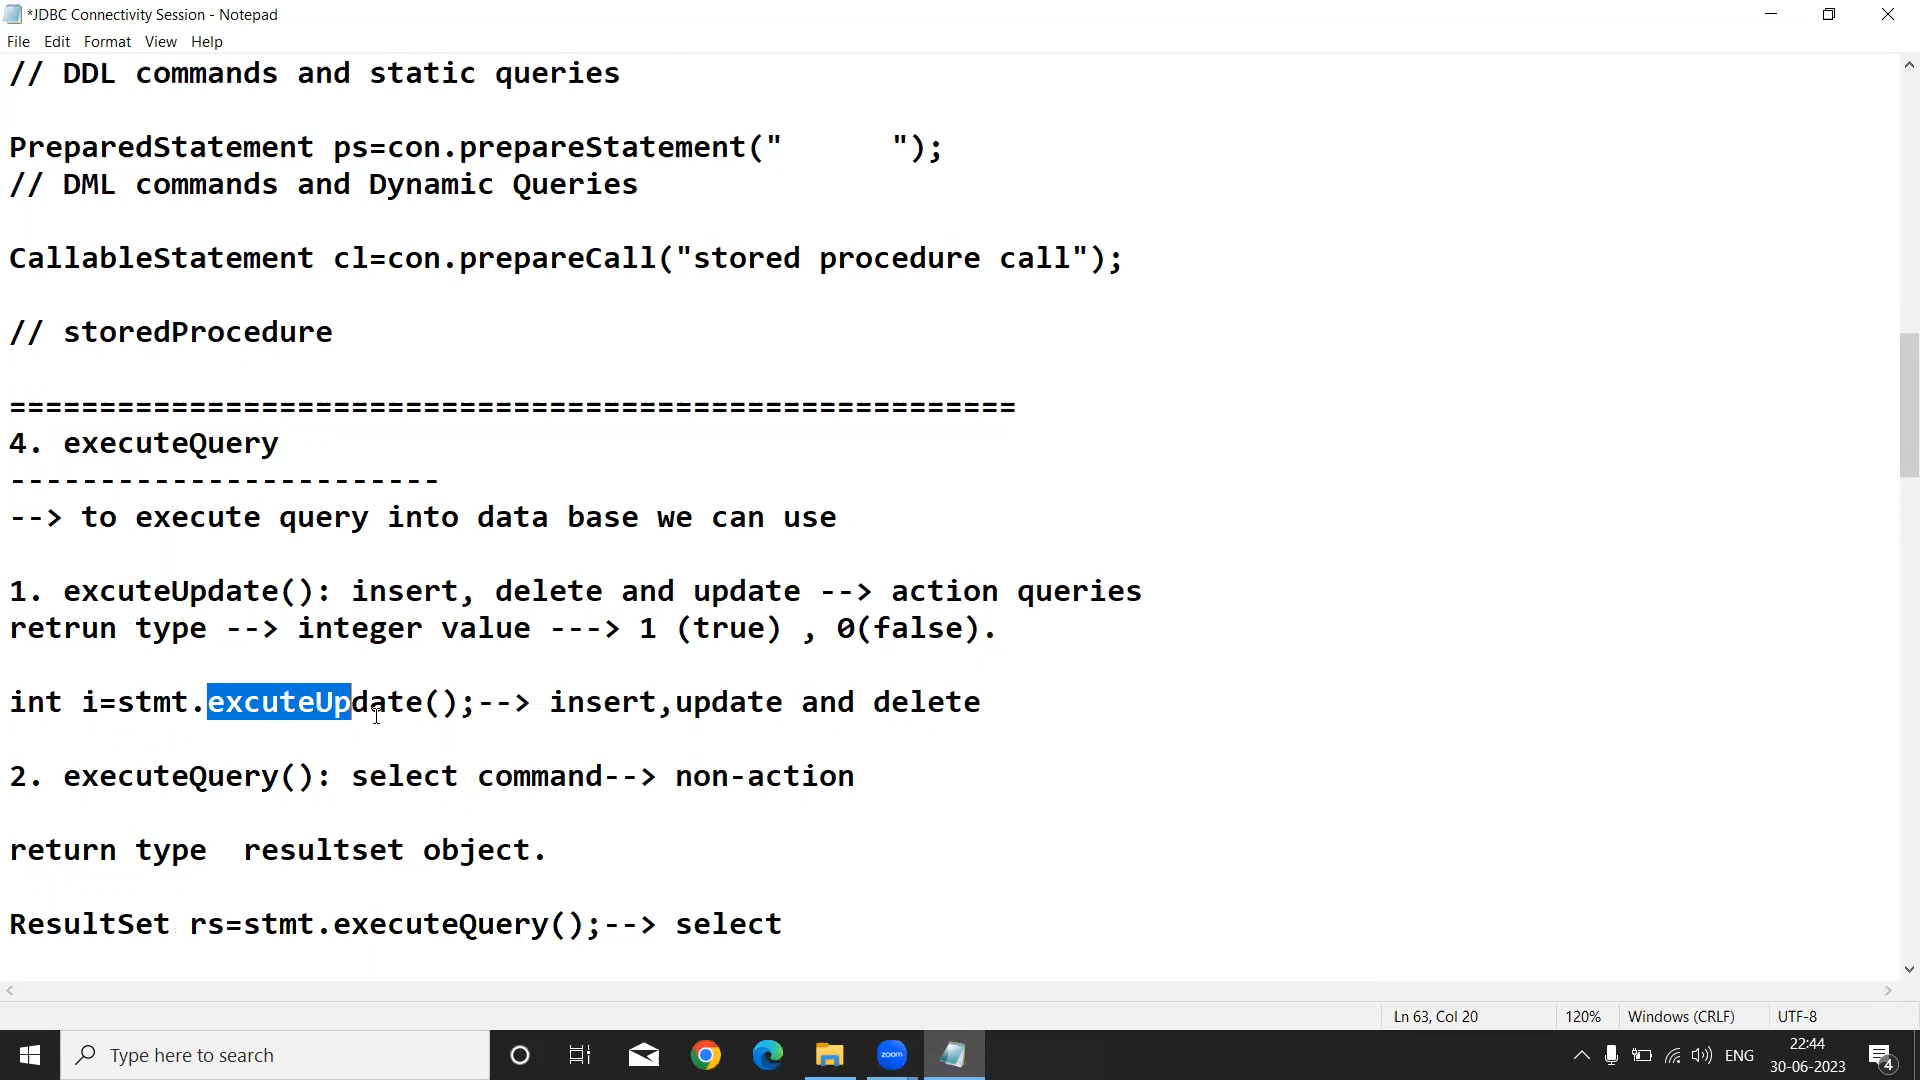 *JDBC Connectivity Session - Notepad
File Edit Format View Help
// DDL commands and static queries
PreparedStatement ps=con.prepareStatement("      ");
// DML commands and Dynamic Queries
CallableStatement cl=con.prepareCall("stored procedure call");
// storedProcedure
========================================================
4. executeQuery
------------------------
--> to execute query into data base we can use
1. excuteUpdate(): insert, delete and update --> action queries
retrun type --> integer value ---> 1 (true) , 0(false).
int i=stmt.excuteUpdate();--> insert,update and delete
2. executeQuery(): select command--> non-action
return type  resultset object.
ResultSet rs=stmt.executeQuery();--> select
Ln 63, Col 20 120% Windows (CRLF) UTF-8
Type here to search
zoom
ENG
22:44
30-06-2023
4